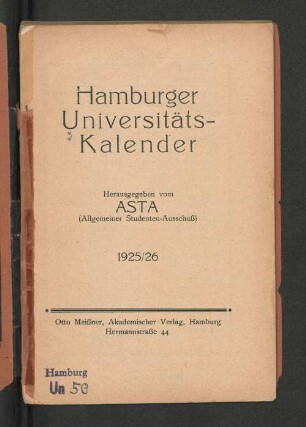 Hamburger
Universitäts-
Kalender
Herausgegeben vom
ASTA
(Allgemeiner Studenten-Ausschuß)
1925/26
Otto Meißner, Akademischer Verlag, Hamburg
Hermannstraße 44
Hamburg
Un 50